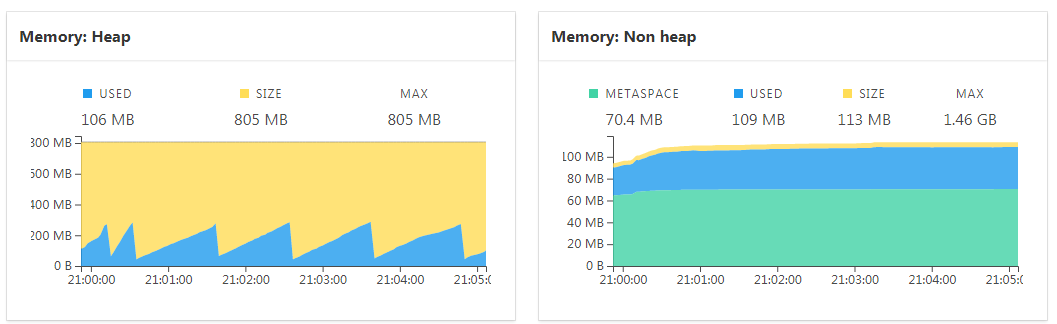 Memory: Heap
USED SIZE MAX
106 MB 805 MB 805 MB
800 MB
600 MB
400 MB
200 MB
0 B
21:00:00 21:01:00 21:02:00 21:03:00 21:04:00 21:05:0
Memory: Non heap
METASPACE USED SIZE MAX
70.4 MB 109 MB 113 MB 1.46 GB
100 MB
80 MB
60 MB
40 MB
20 MB
0 B
21:00:00 21:01:00 21:02:00 21:03:00 21:04:00 21:05:0